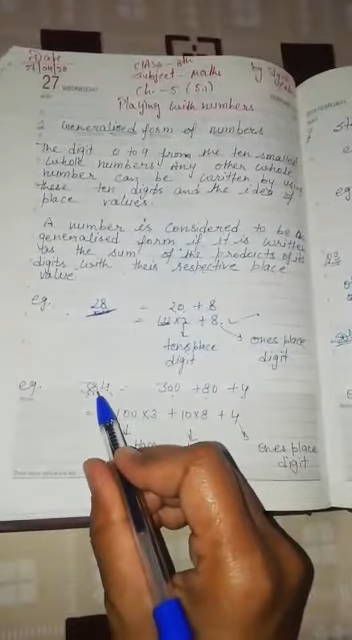 Date
27 WEDNESDAY
Class - 8th
Subject - Maths
Ch - 5 (5.1)
Playing with numbers
by
Generalised form of numbers
The digit 0 to 9 from the ten smallest
whole numbers. Any other whole
number can be written by using
these ten digits and the idea of
place values.
A number is considered to be in
generalised form if it is written
as the sum of the products of its
digits with their respective place
value
eg. 28 = 20 + 8
= 10 × 2 + 8
tens place
digit
ones place
digit
eg. 384 = 300 + 80 + 4
= 100 × 3 + 10 × 8 + 4
ones place
digit